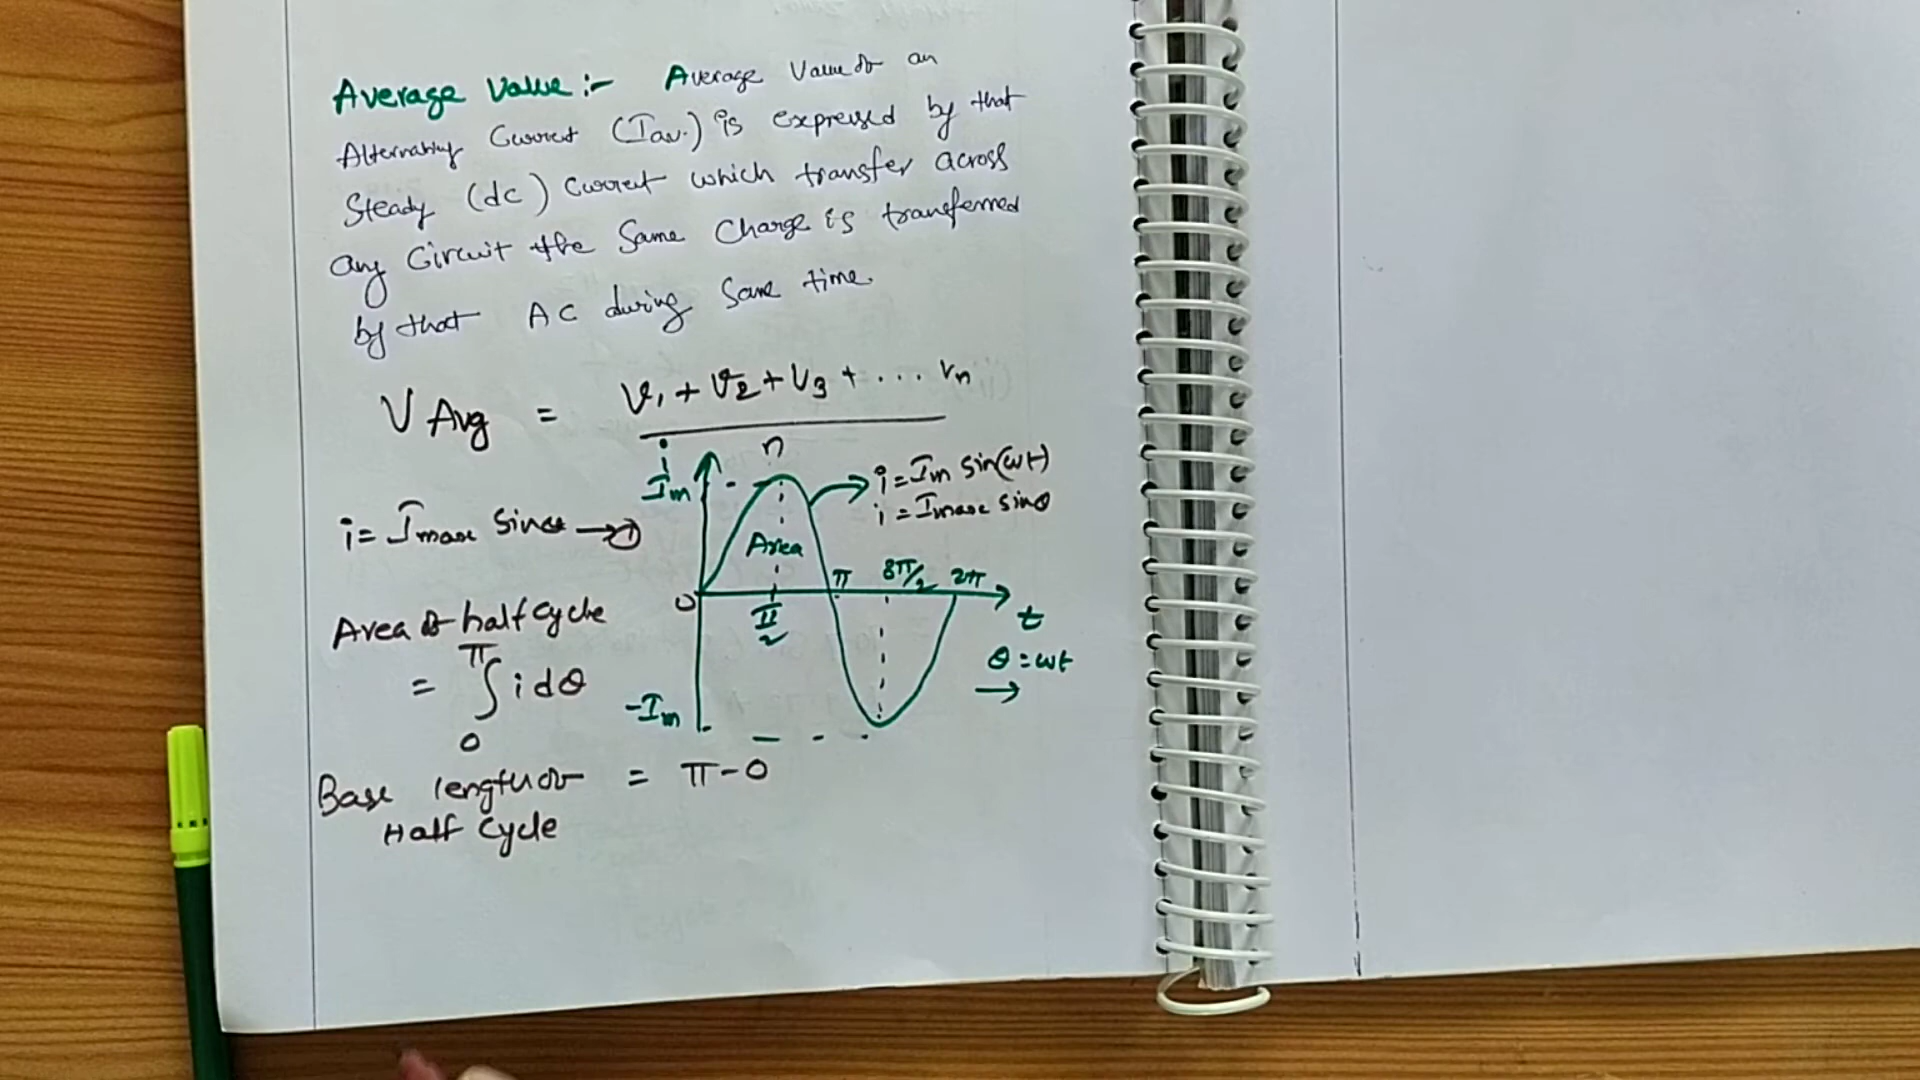 Average Value :- Average Value of an
Alternating Current (Iav.) is expressed by that
Steady (dc) Current which transfer across
any Circuit the Same Charge is transferred
by that AC during Same time.
V Avg = V1 + V2 + V3 + ... Vn
n
i
Im
i = Im Sin(ωt)
i = Imax sinθ
i = Imax Sinθ → ①
Area
0
π/2
π
3π/2
2π
t
θ = ωt
-Im
Area of half cycle
= ∫₀^π i dθ
Base length of = π - 0
Half Cycle